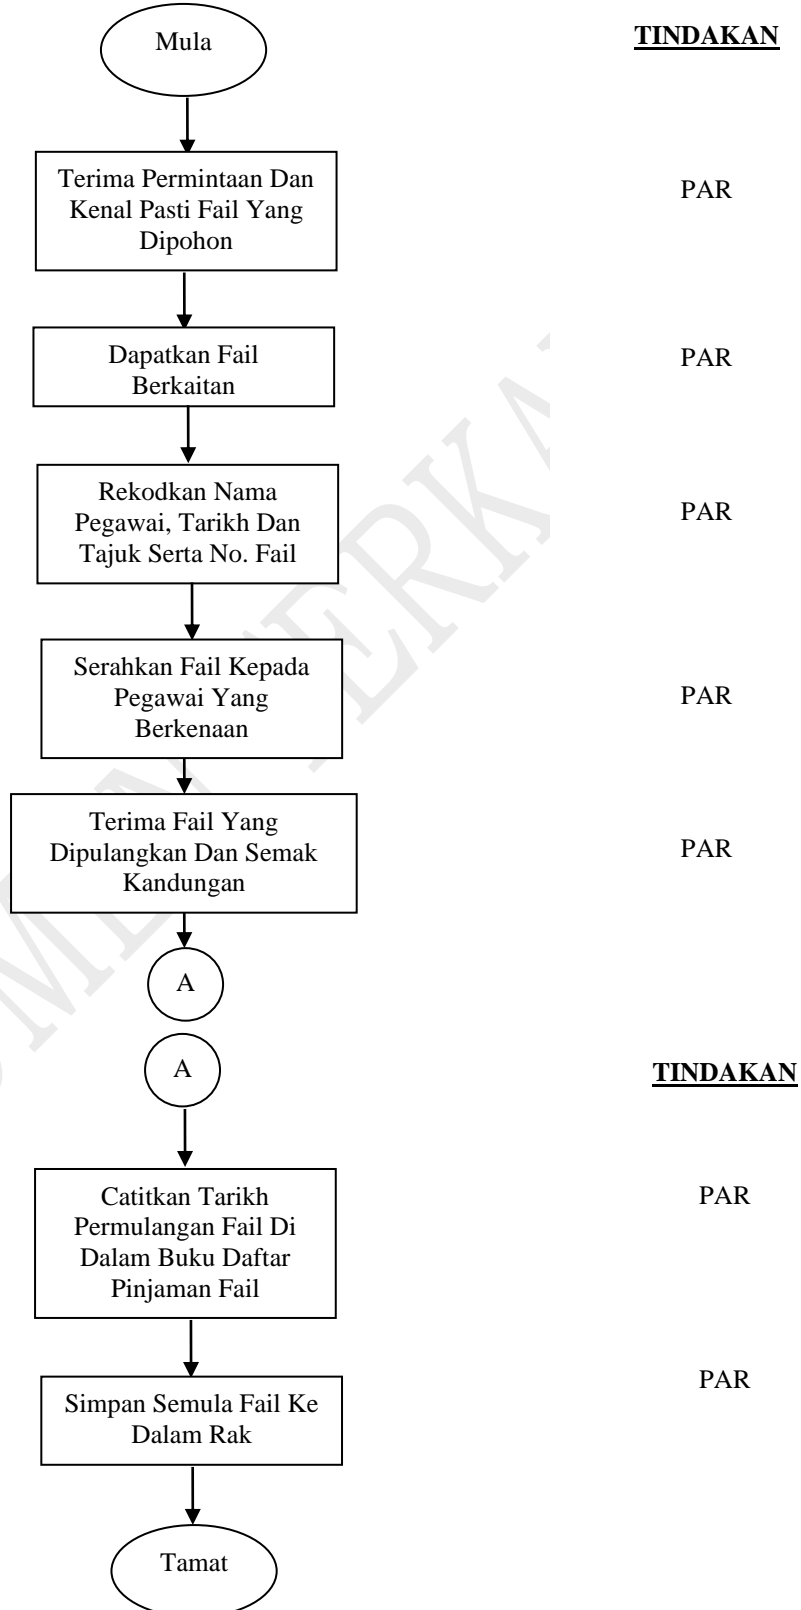 Mula
TINDAKAN
Terima Permintaan Dan
Kenal Pasti Fail Yang
Dipohon
PAR
Dapatkan Fail
Berkaitan
PAR
Rekodkan Nama
Pegawai, Tarikh Dan
Tajuk Serta No. Fail
PAR
Serahkan Fail Kepada
Pegawai Yang
Berkenaan
PAR
Terima Fail Yang
Dipulangkan Dan Semak
Kandungan
PAR
A
A
TINDAKAN
Catitkan Tarikh
Permulangan Fail Di
Dalam Buku Daftar
Pinjaman Fail
PAR
Simpan Semula Fail Ke
Dalam Rak
PAR
Tamat